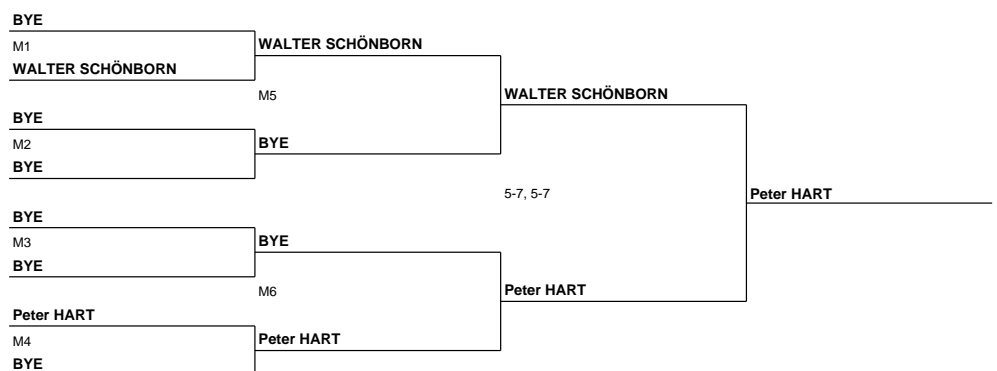 BYE
M1
WALTER SCHÖNBORN
WALTER SCHÖNBORN
M5
WALTER SCHÖNBORN
BYE
M2
BYE
BYE
5-7, 5-7
Peter HART
BYE
M3
BYE
BYE
M6
Peter HART
Peter HART
M4
BYE
Peter HART